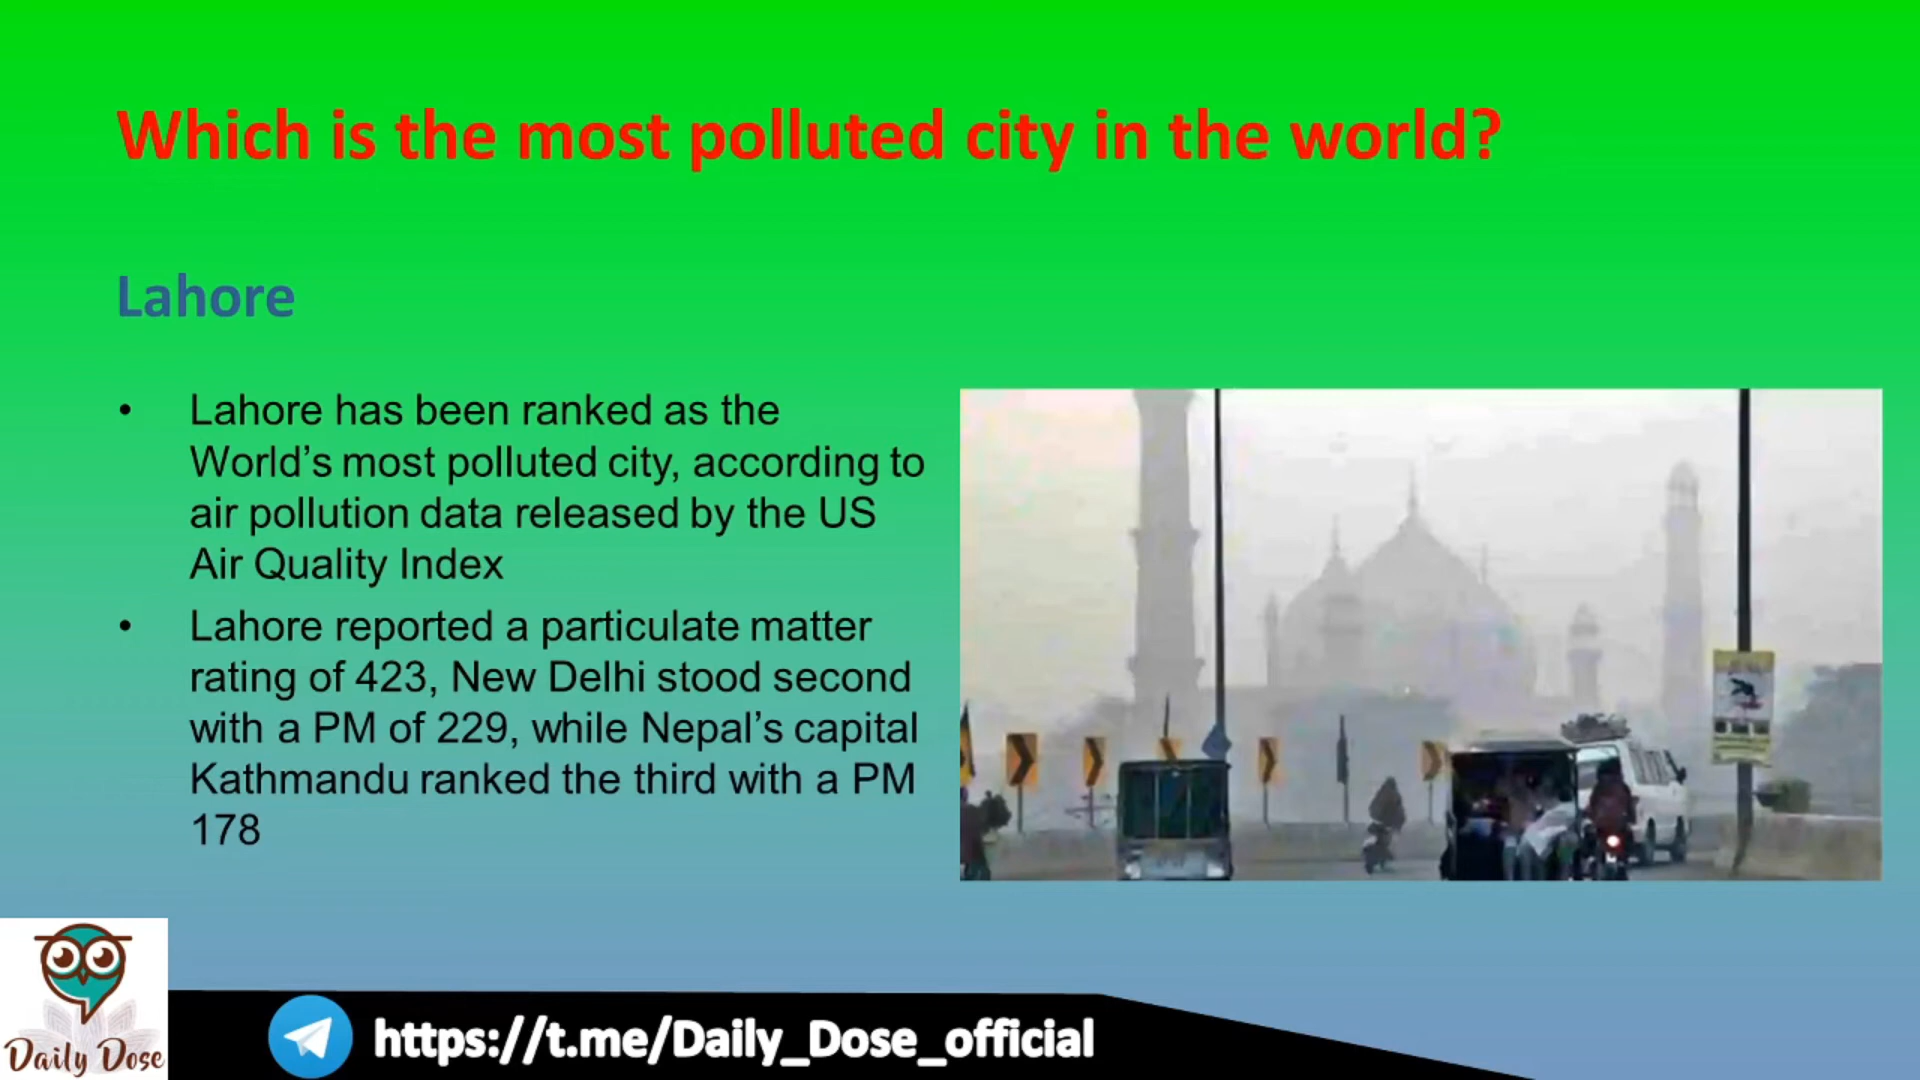 Which is the most polluted city in the world?
Lahore
• Lahore has been ranked as the
World’s most polluted city, according to
air pollution data released by the US
Air Quality Index
• Lahore reported a particulate matter
rating of 423, New Delhi stood second
with a PM of 229, while Nepal’s capital
Kathmandu ranked the third with a PM
178
Daily Dose
https://t.me/Daily_Dose_official